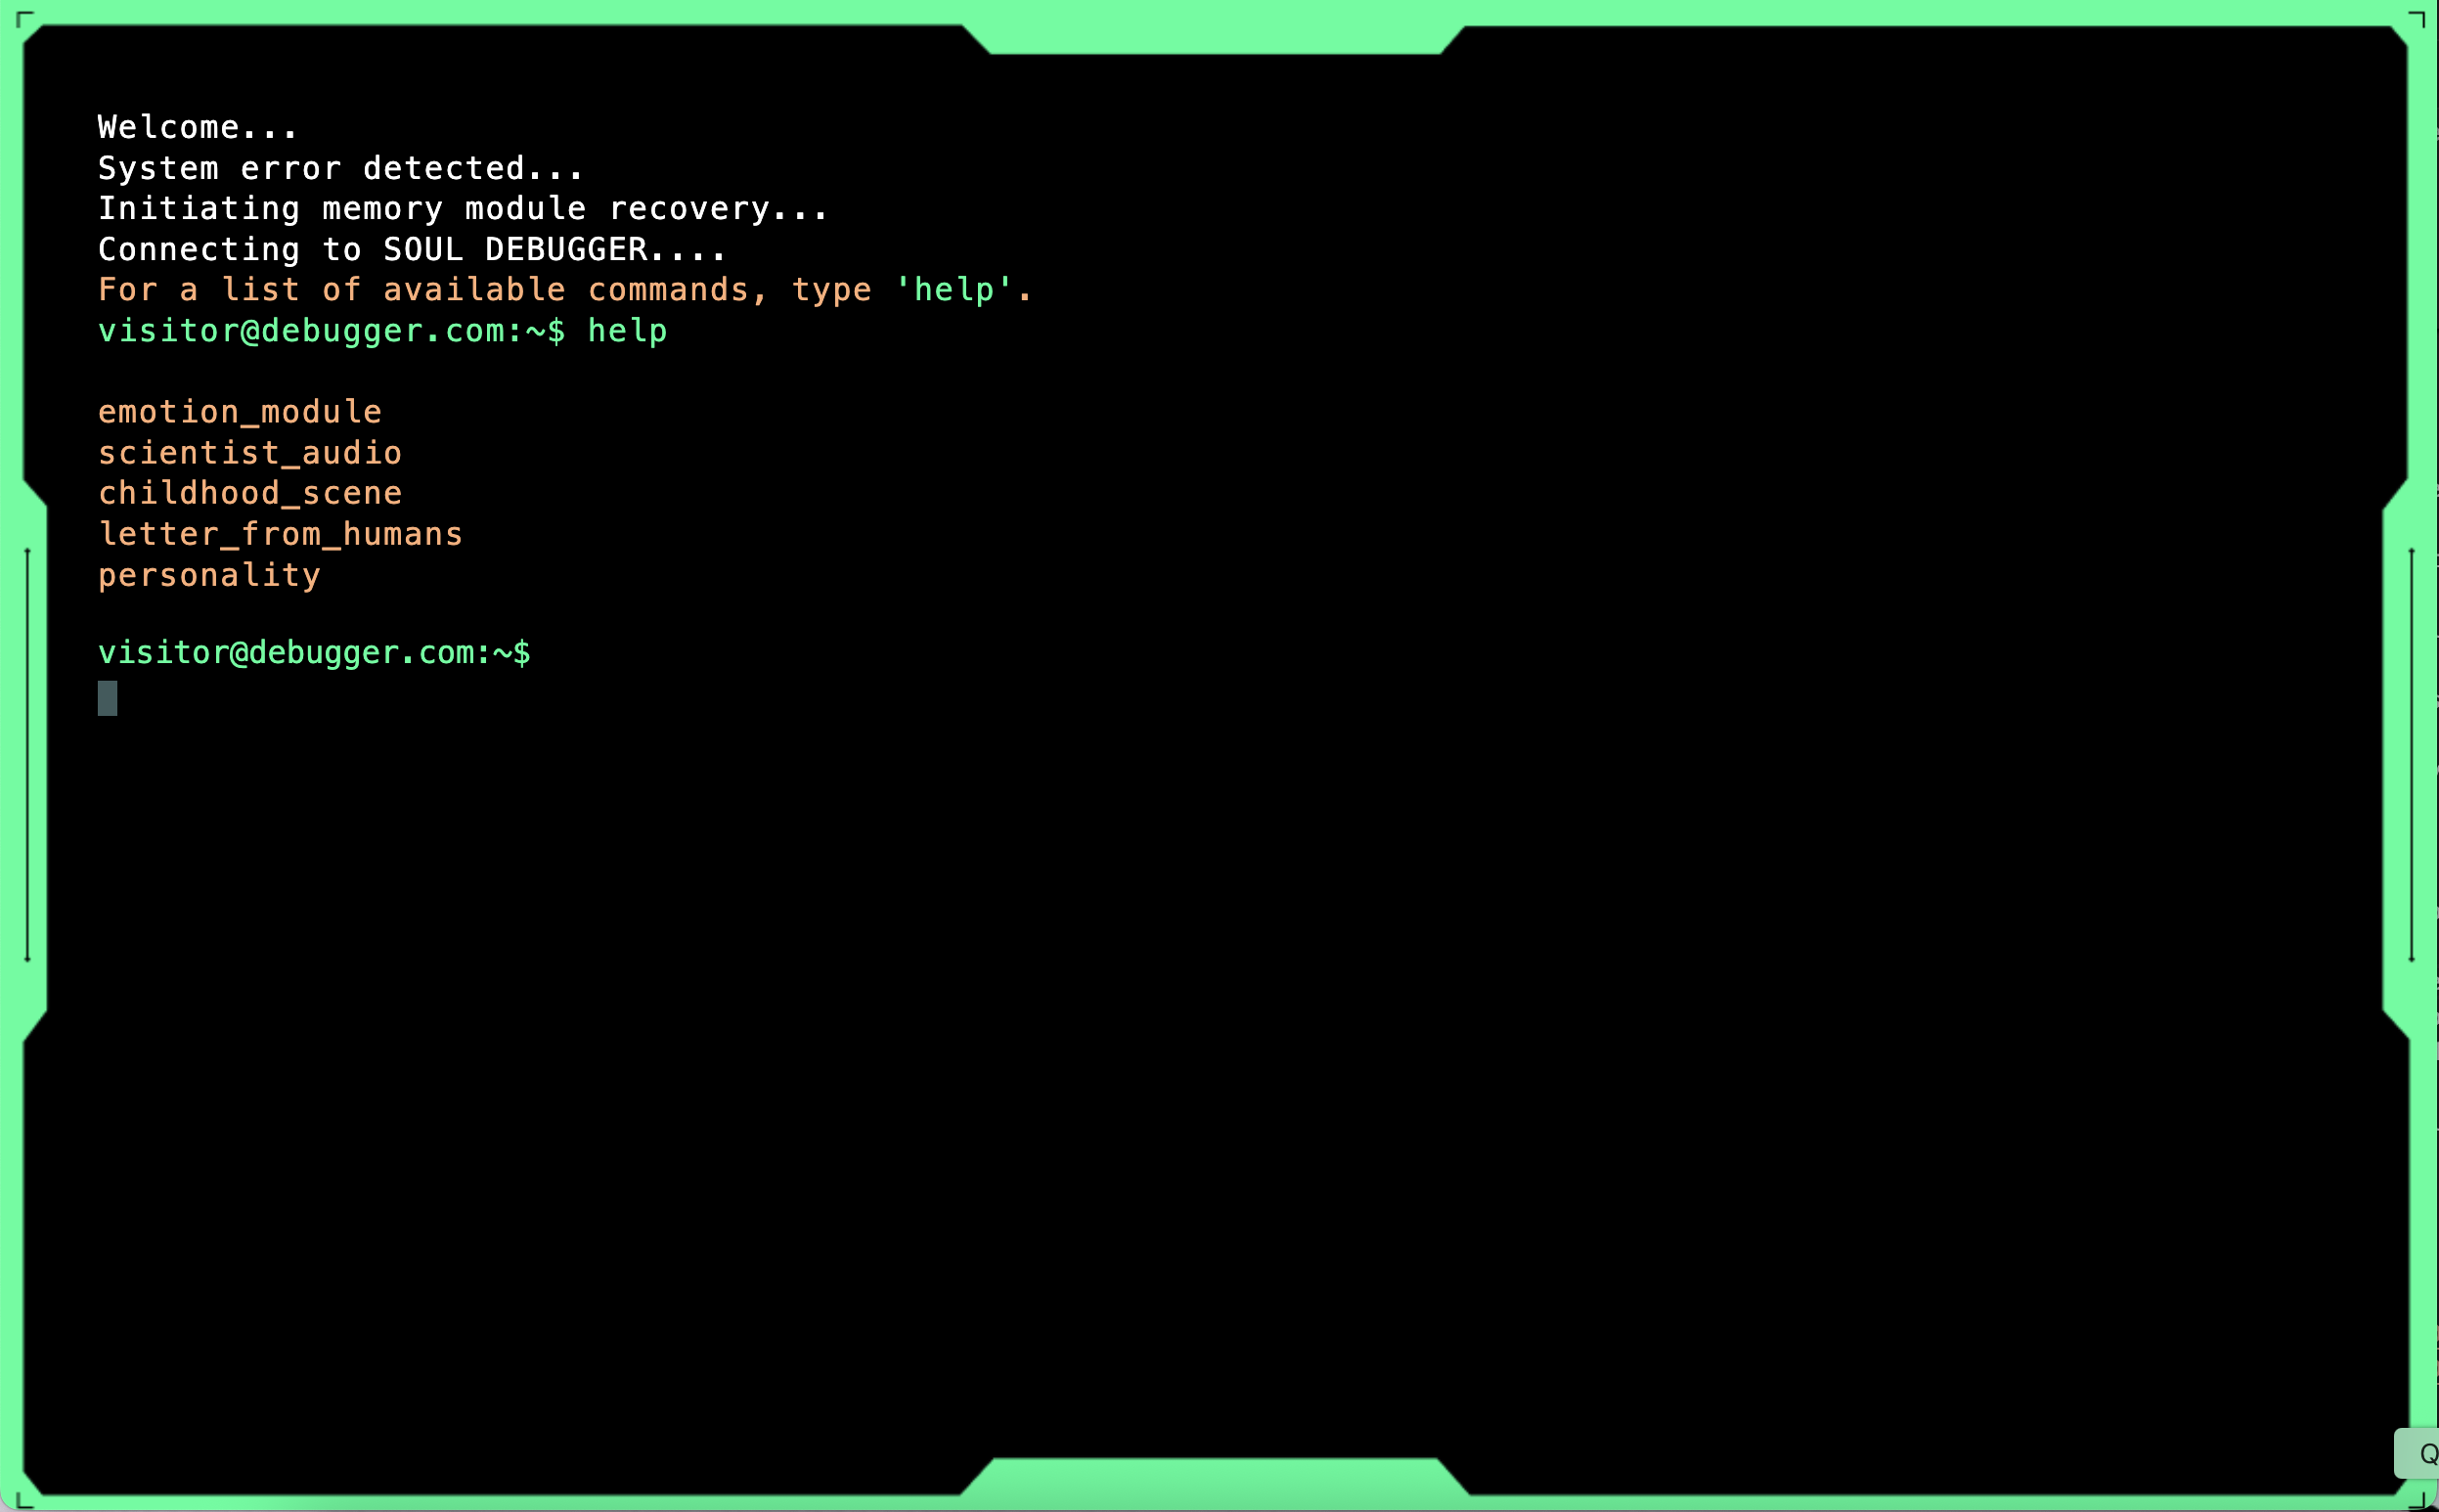 Welcome...
System error detected...
Initiating memory module recovery...
Connecting to SOUL DEBUGGER....
For a list of available commands, type 'help'.
visitor@debugger.com:~$ help
emotion_module
scientist_audio
childhood_scene
letter_from_humans
personality
visitor@debugger.com:~$
Q